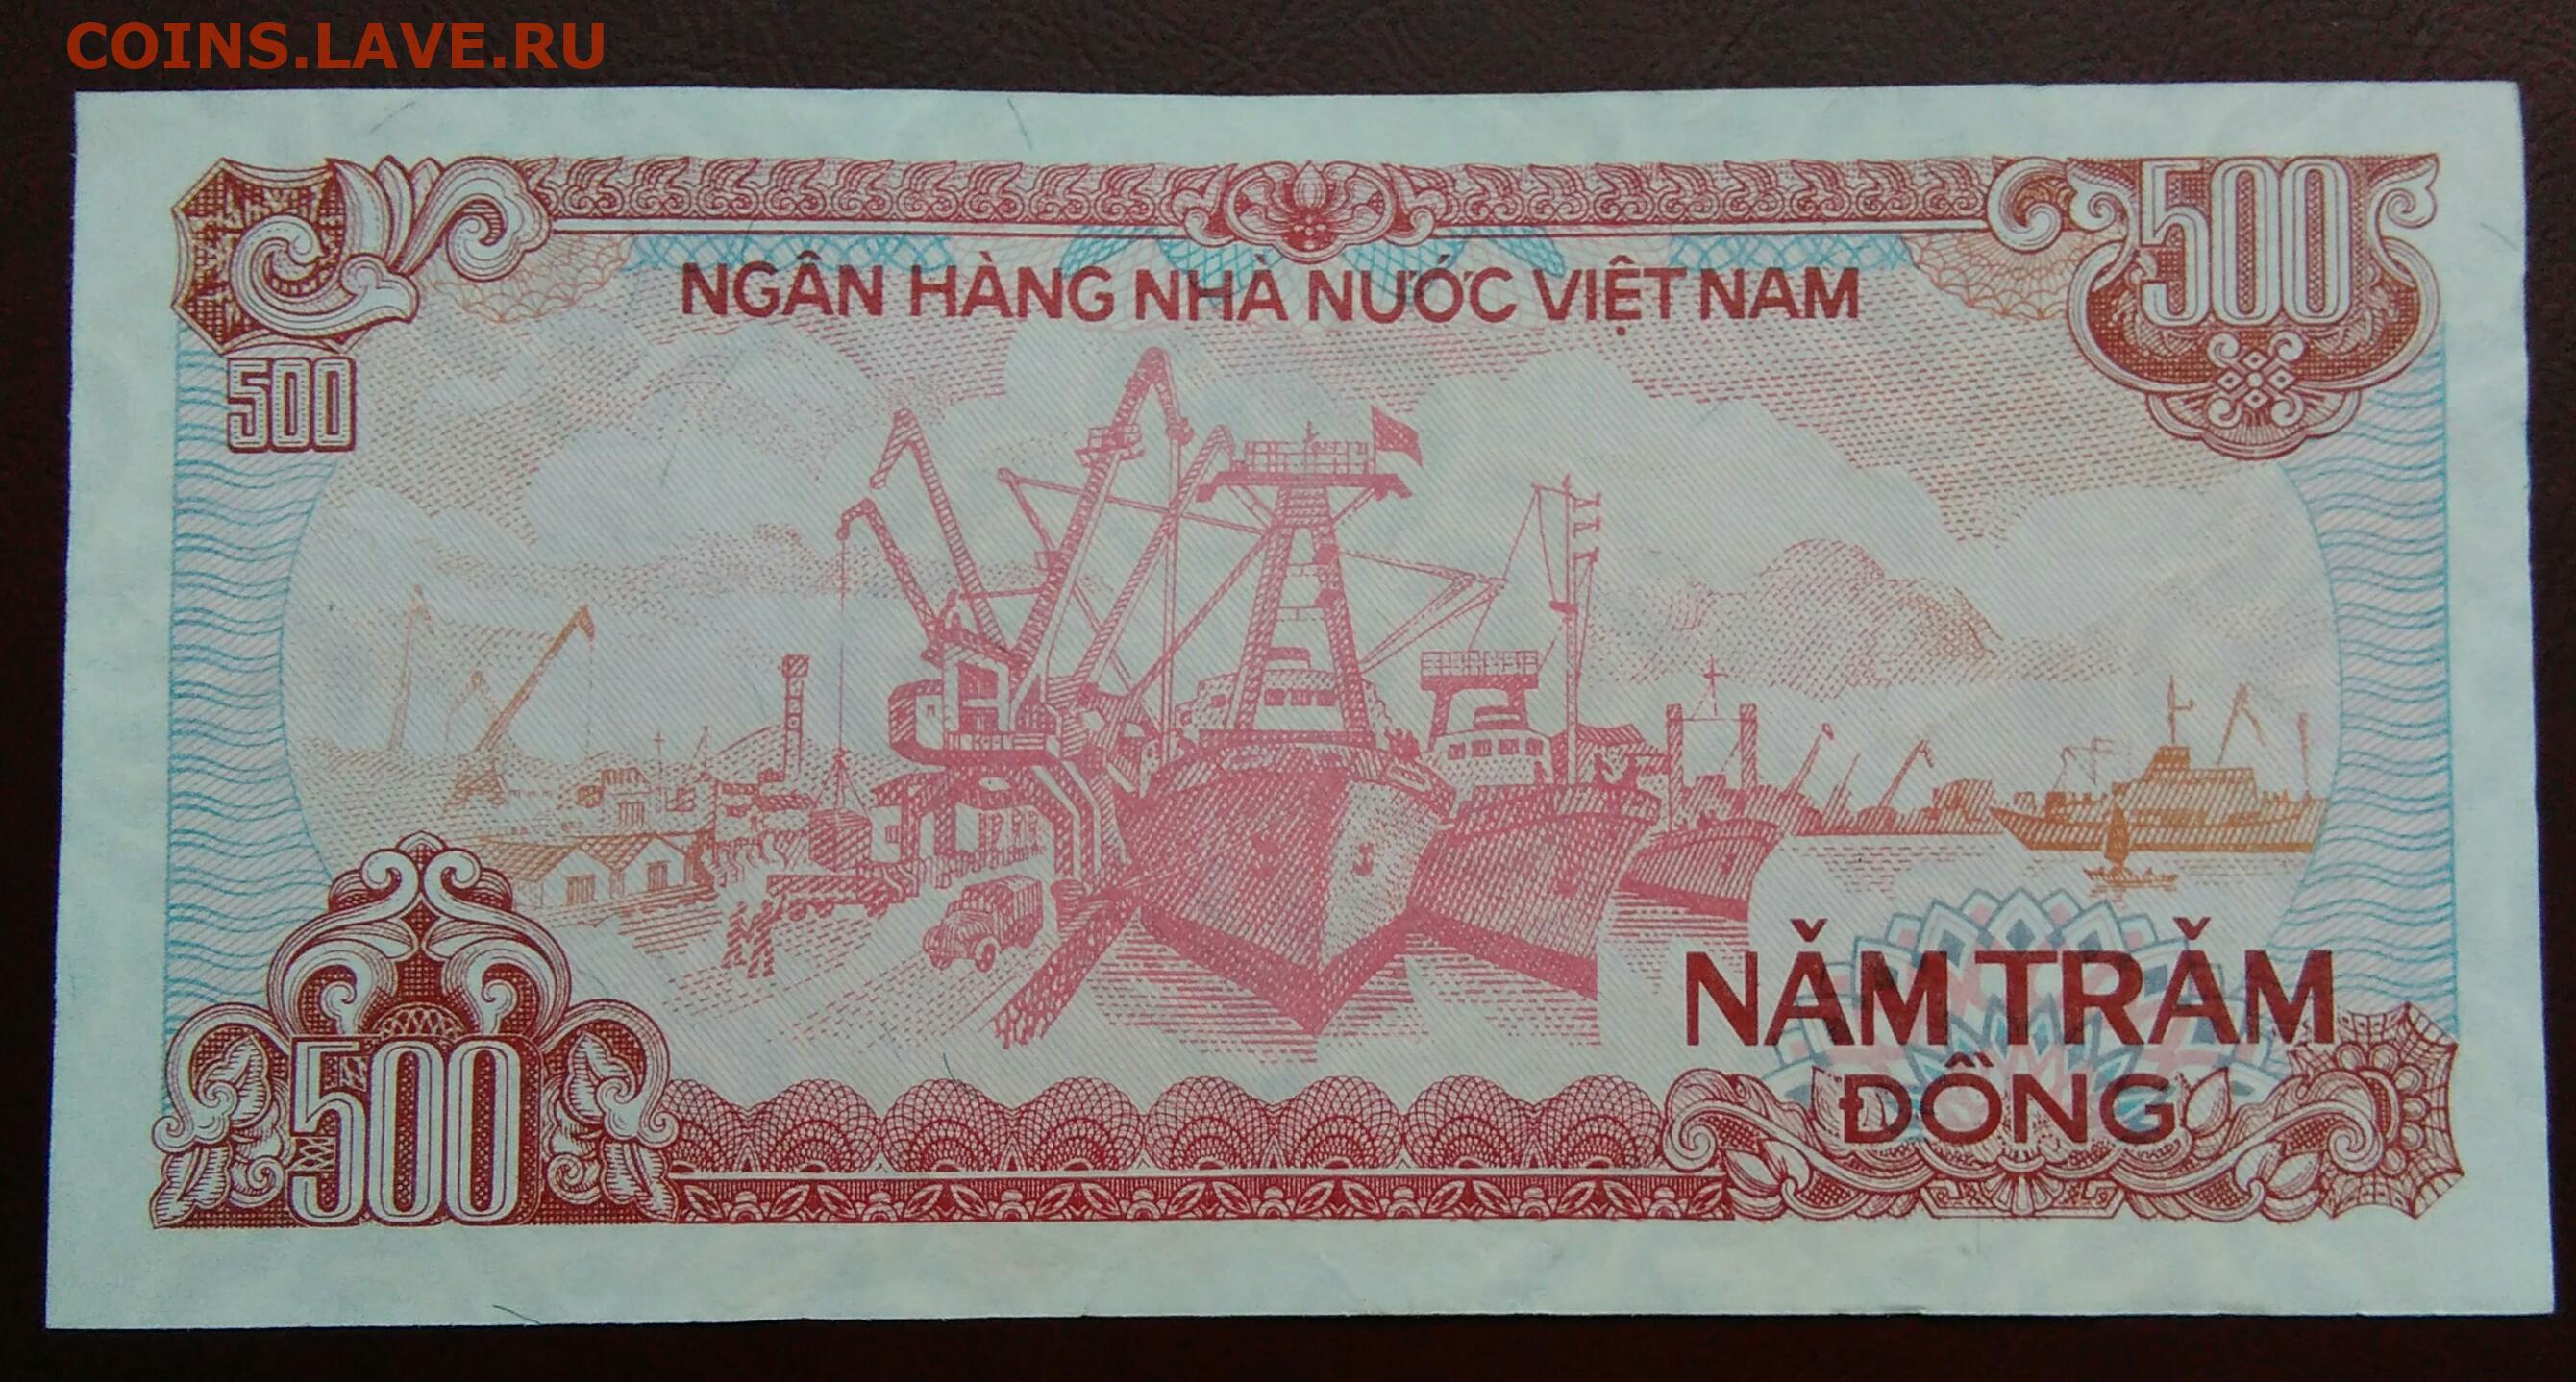 COINS.LAVE.RU
500
NGÂN HÀNG NHÀ NƯỚC VIỆT NAM
500
NĂM TRĂM
ĐỒNG
500